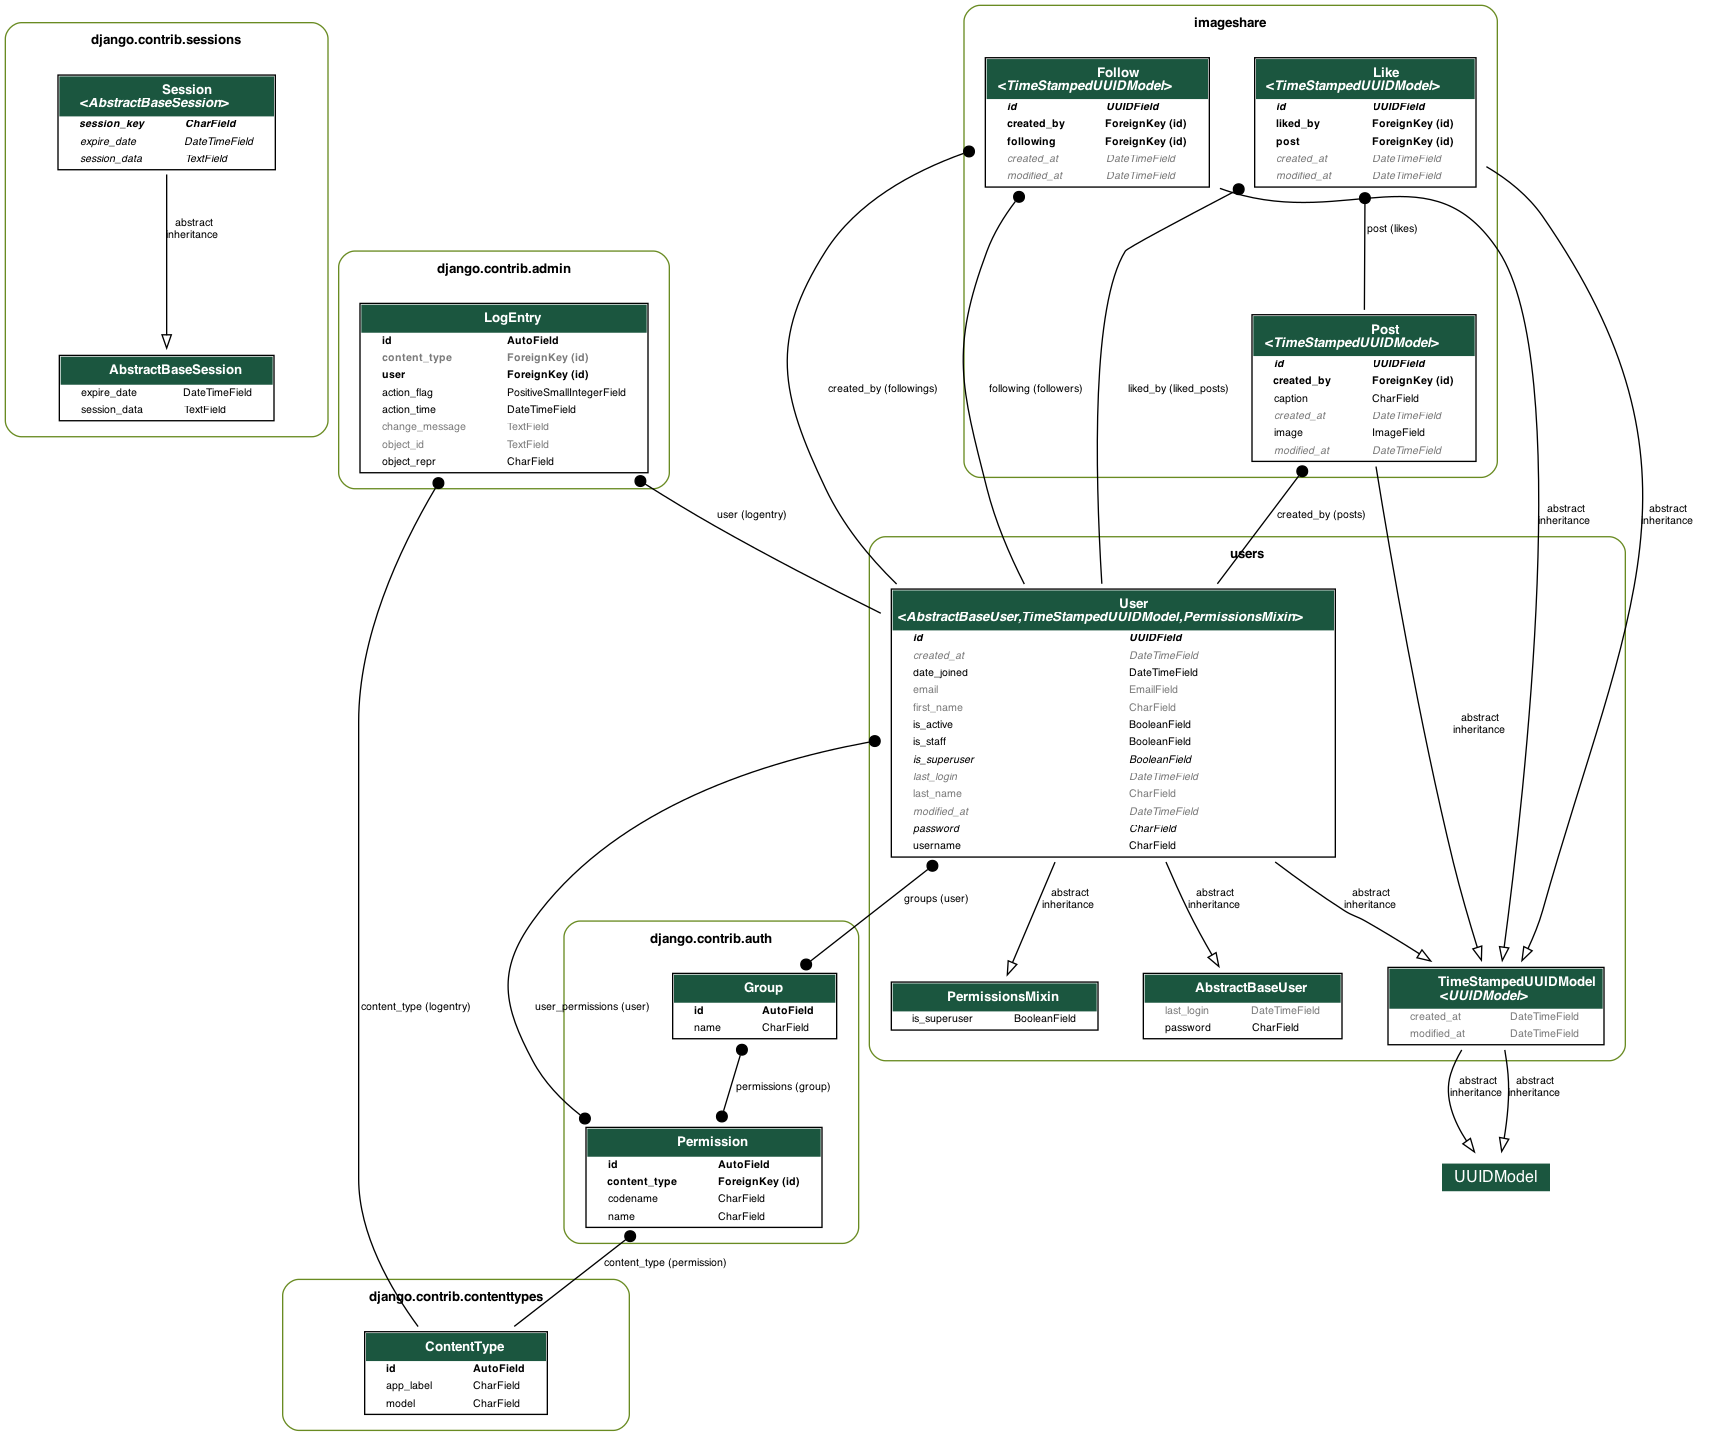 django.contrib.sessions
Session
<AbstractBaseSession>
session_key CharField
expire_date DateTimeField
session_data TextField
abstract
inheritance
AbstractBaseSession
expire_date DateTimeField
session_data TextField
django.contrib.admin
LogEntry
id AutoField
content_type ForeignKey (id)
user ForeignKey (id)
action_flag PositiveSmallIntegerField
action_time DateTimeField
change_message TextField
object_id TextField
object_repr CharField
imageshare
Follow
<TimeStampedUUIDModel>
id UUIDField
created_by ForeignKey (id)
following ForeignKey (id)
created_at DateTimeField
modified_at DateTimeField
Like
<TimeStampedUUIDModel>
id UUIDField
liked_by ForeignKey (id)
post ForeignKey (id)
created_at DateTimeField
modified_at DateTimeField
post (likes)
Post
<TimeStampedUUIDModel>
id UUIDField
created_by ForeignKey (id)
caption CharField
created_at DateTimeField
image ImageField
modified_at DateTimeField
created_by (followings)
following (followers)
liked_by (liked_posts)
user (logentry)
created_by (posts)
abstract
inheritance
abstract
inheritance
users
User
<AbstractBaseUser,TimeStampedUUIDModel,PermissionsMixin>
id UUIDField
created_at DateTimeField
date_joined DateTimeField
email EmailField
first_name CharField
is_active BooleanField
is_staff BooleanField
is_superuser BooleanField
last_login DateTimeField
last_name CharField
modified_at DateTimeField
password CharField
username CharField
abstract
inheritance
groups (user)
abstract
inheritance
abstract
inheritance
abstract
inheritance
PermissionsMixin
is_superuser BooleanField
AbstractBaseUser
last_login DateTimeField
password CharField
TimeStampedUUIDModel
<UUIDModel>
created_at DateTimeField
modified_at DateTimeField
abstract
inheritance
abstract
inheritance
UUIDModel
django.contrib.auth
Group
id AutoField
name CharField
content_type (logentry)
user_permissions (user)
permissions (group)
Permission
id AutoField
content_type ForeignKey (id)
codename CharField
name CharField
content_type (permission)
django.contrib.contenttypes
ContentType
id AutoField
app_label CharField
model CharField